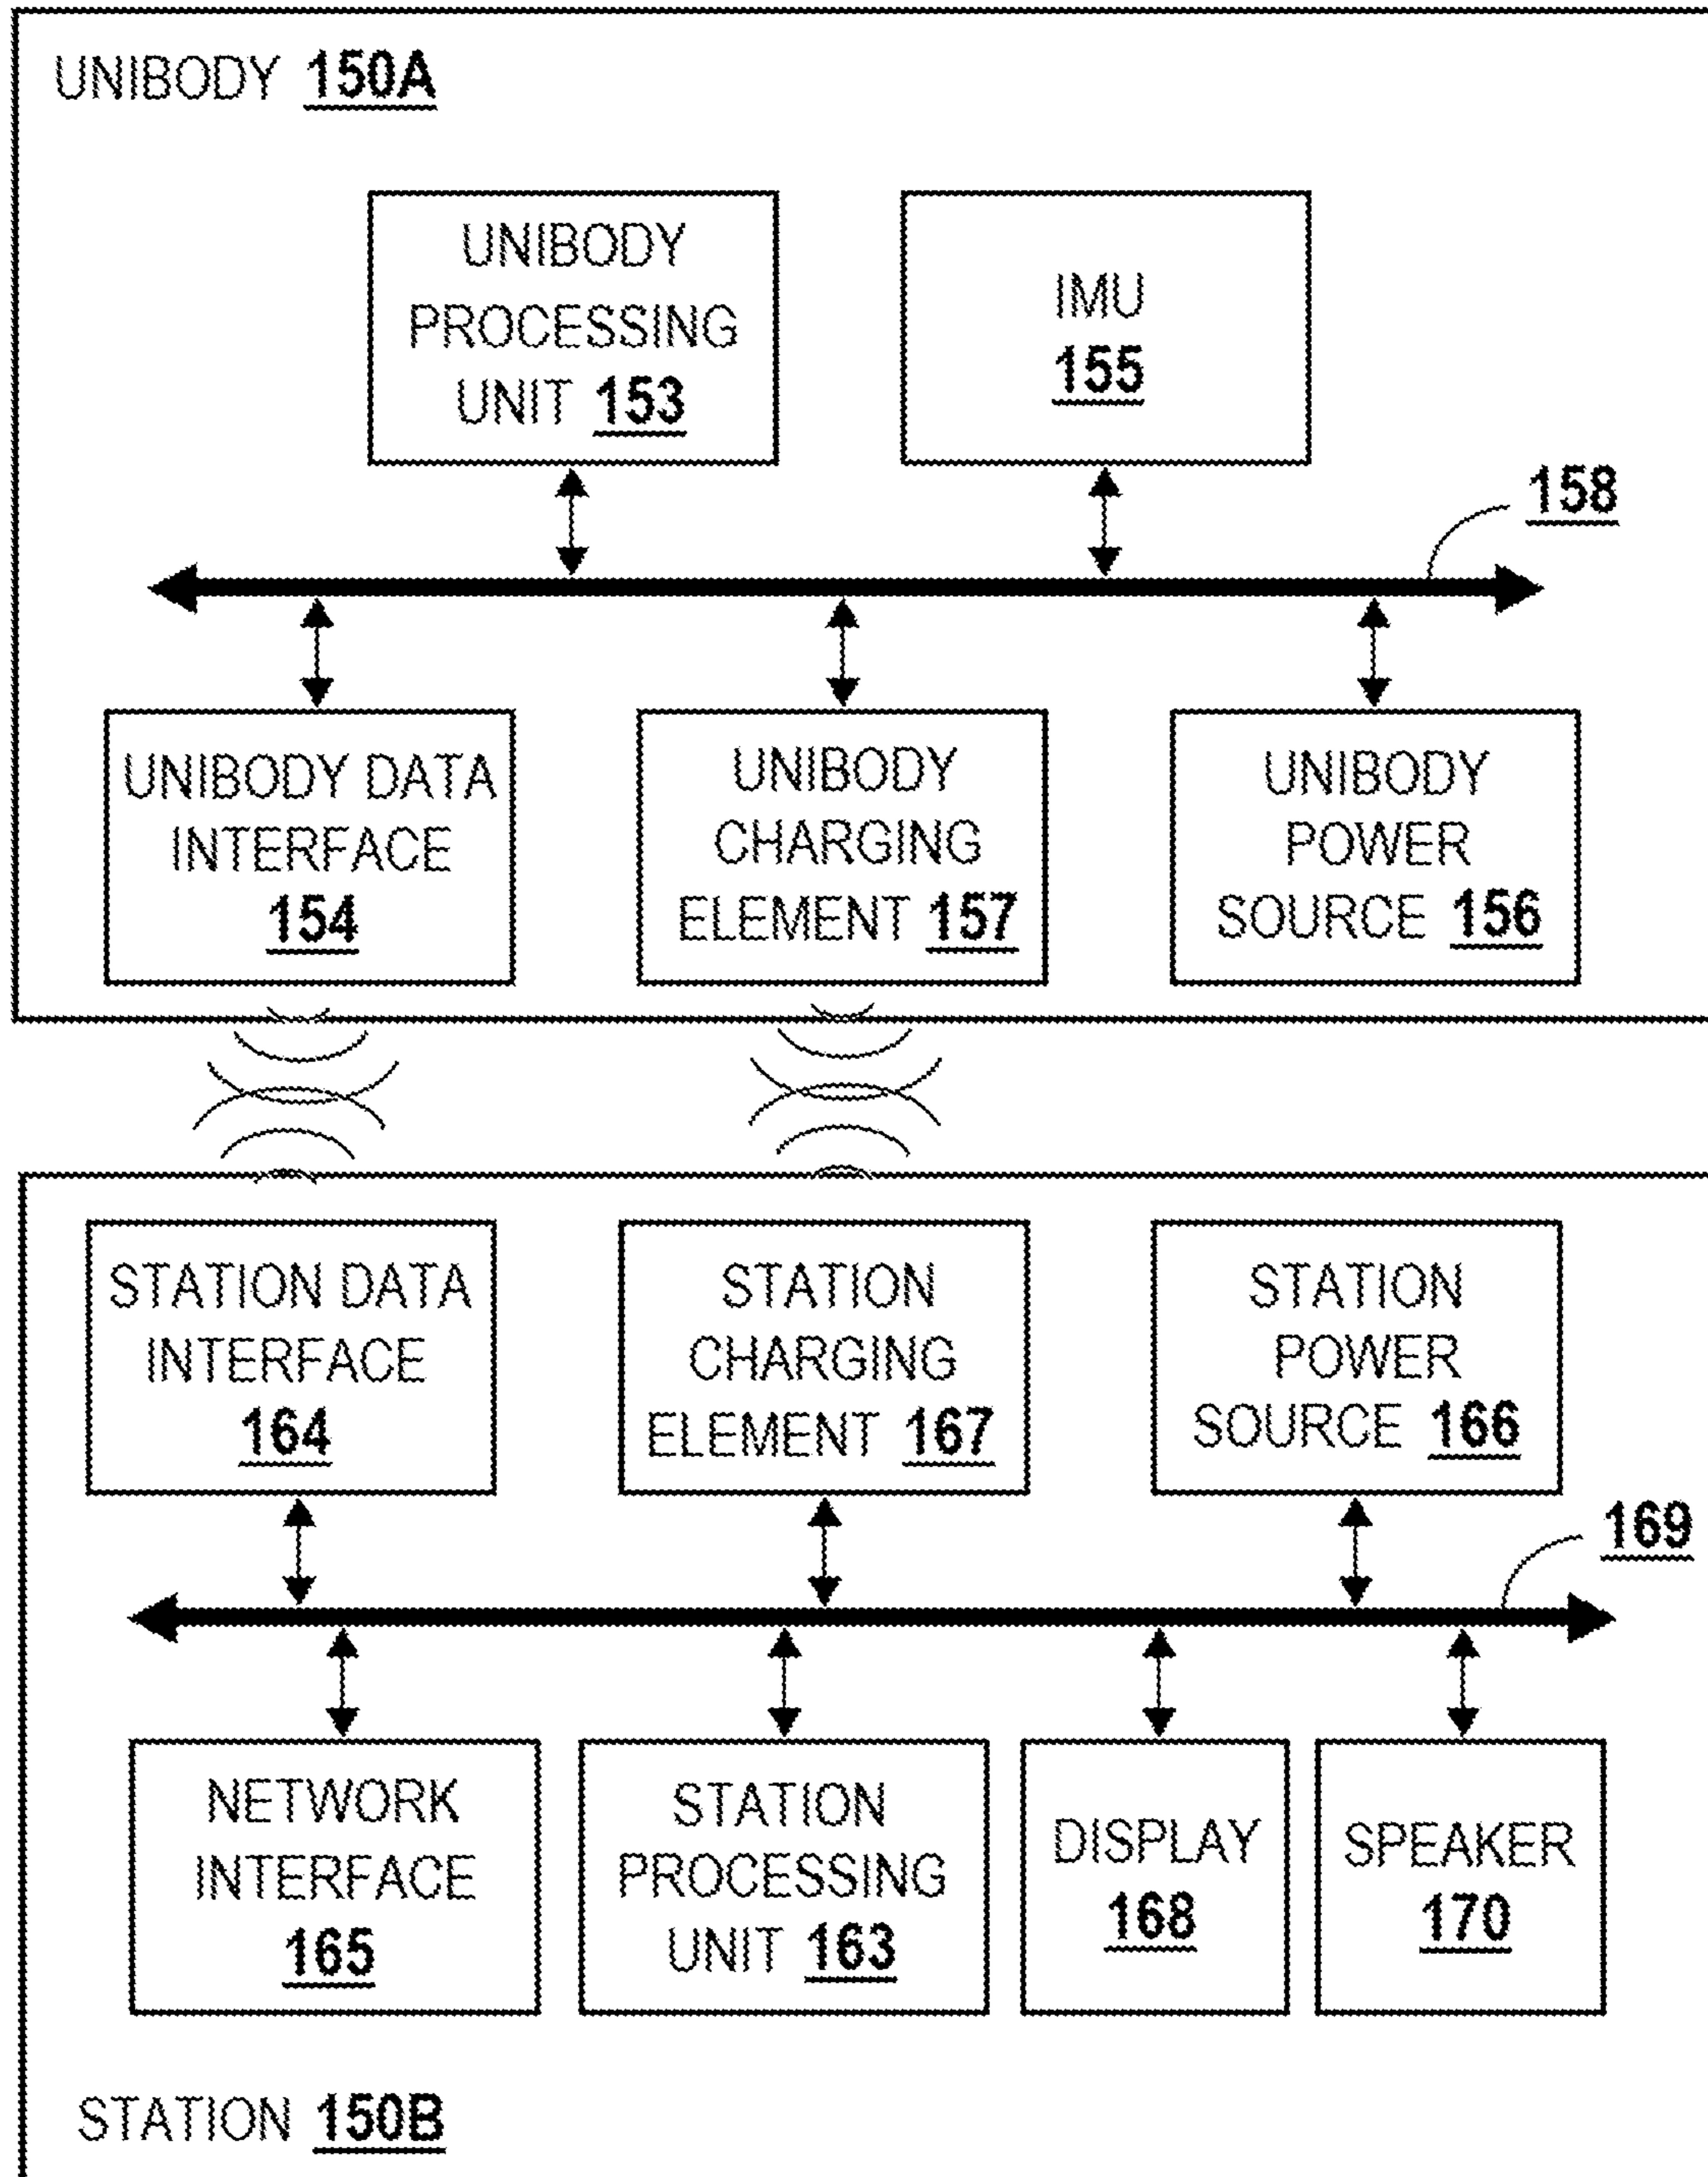 UNIBODY 150A
UNIBODY
PROCESSING
UNIT 153
IMU
155
158
UNIBODY DATA
INTERFACE
154
UNIBODY
CHARGING
ELEMENT 157
UNIBODY
POWER
SOURCE 156
STATION DATA
INTERFACE
164
STATION
CHARGING
ELEMENT 167
STATION
POWER
SOURCE 166
169
NETWORK
INTERFACE
165
STATION
PROCESSING
UNIT 163
DISPLAY
168
SPEAKER
170
STATION 150B